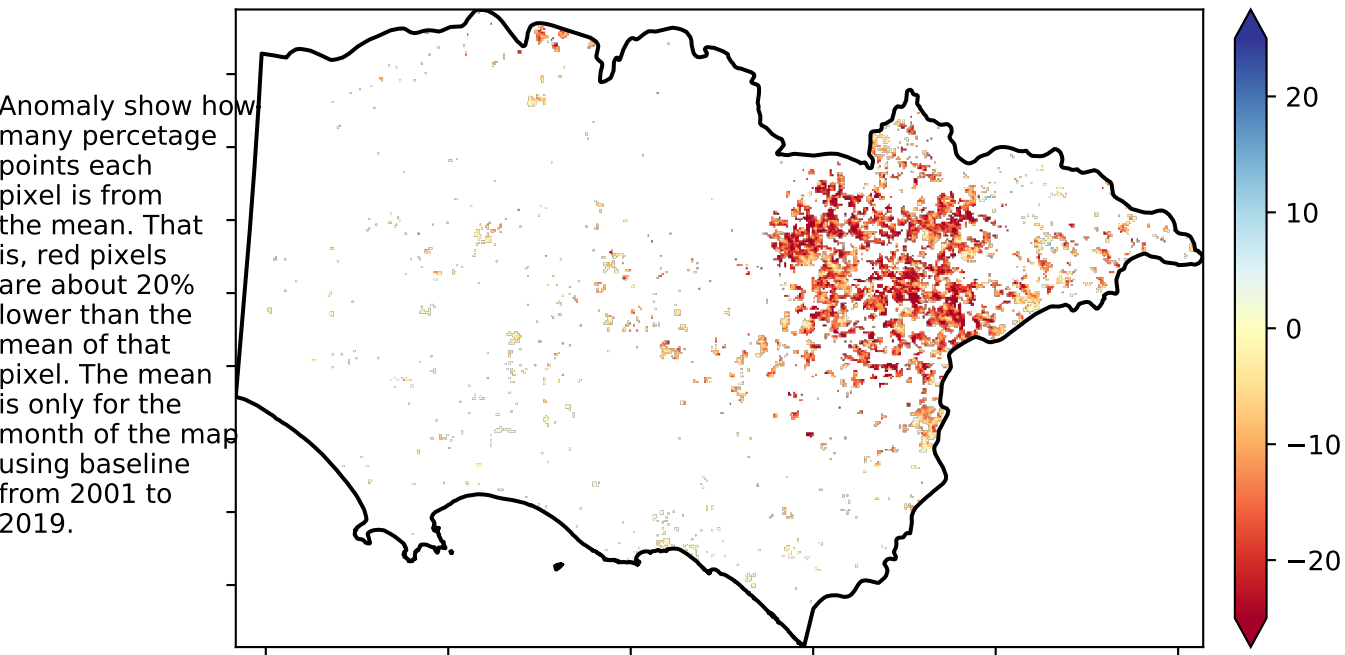 Anomaly show how
many percetage
points each
pixel is from
the mean. That
is, red pixels
are about 20%
lower than the
mean of that
pixel. The mean
is only for the
month of the map
using baseline
from 2001 to
2019.
20
10
0
−10
−20